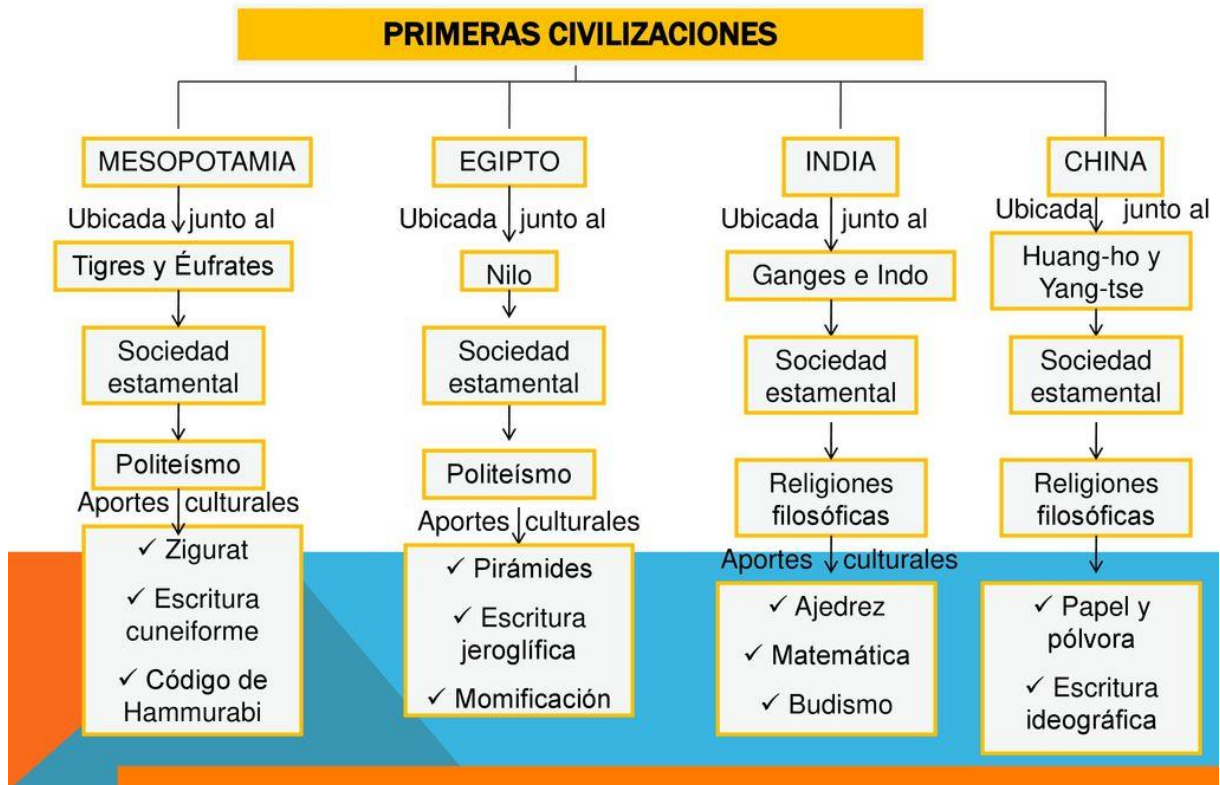 PRIMERAS CIVILIZACIONES
MESOPOTAMIA
Ubicada junto al
Tigres y Éufrates
Sociedad
estamental
Politeísmo
Aportes culturales
✓ Zigurat
✓ Escritura
cuneiforme
✓ Código de
Hammurabi
EGIPTO
Ubicada junto al
Nilo
Sociedad
estamental
Politeísmo
Aportes culturales
✓ Pirámides
✓ Escritura
jeroglífica
✓ Momificación
INDIA
Ubicada junto al
Ganges e Indo
Sociedad
estamental
Religiones
filosóficas
Aportes culturales
✓ Ajedrez
✓ Matemática
✓ Budismo
CHINA
Ubicada junto al
Huang-ho y
Yang-tse
Sociedad
estamental
Religiones
filosóficas
✓ Papel y
pólvora
✓ Escritura
ideográfica